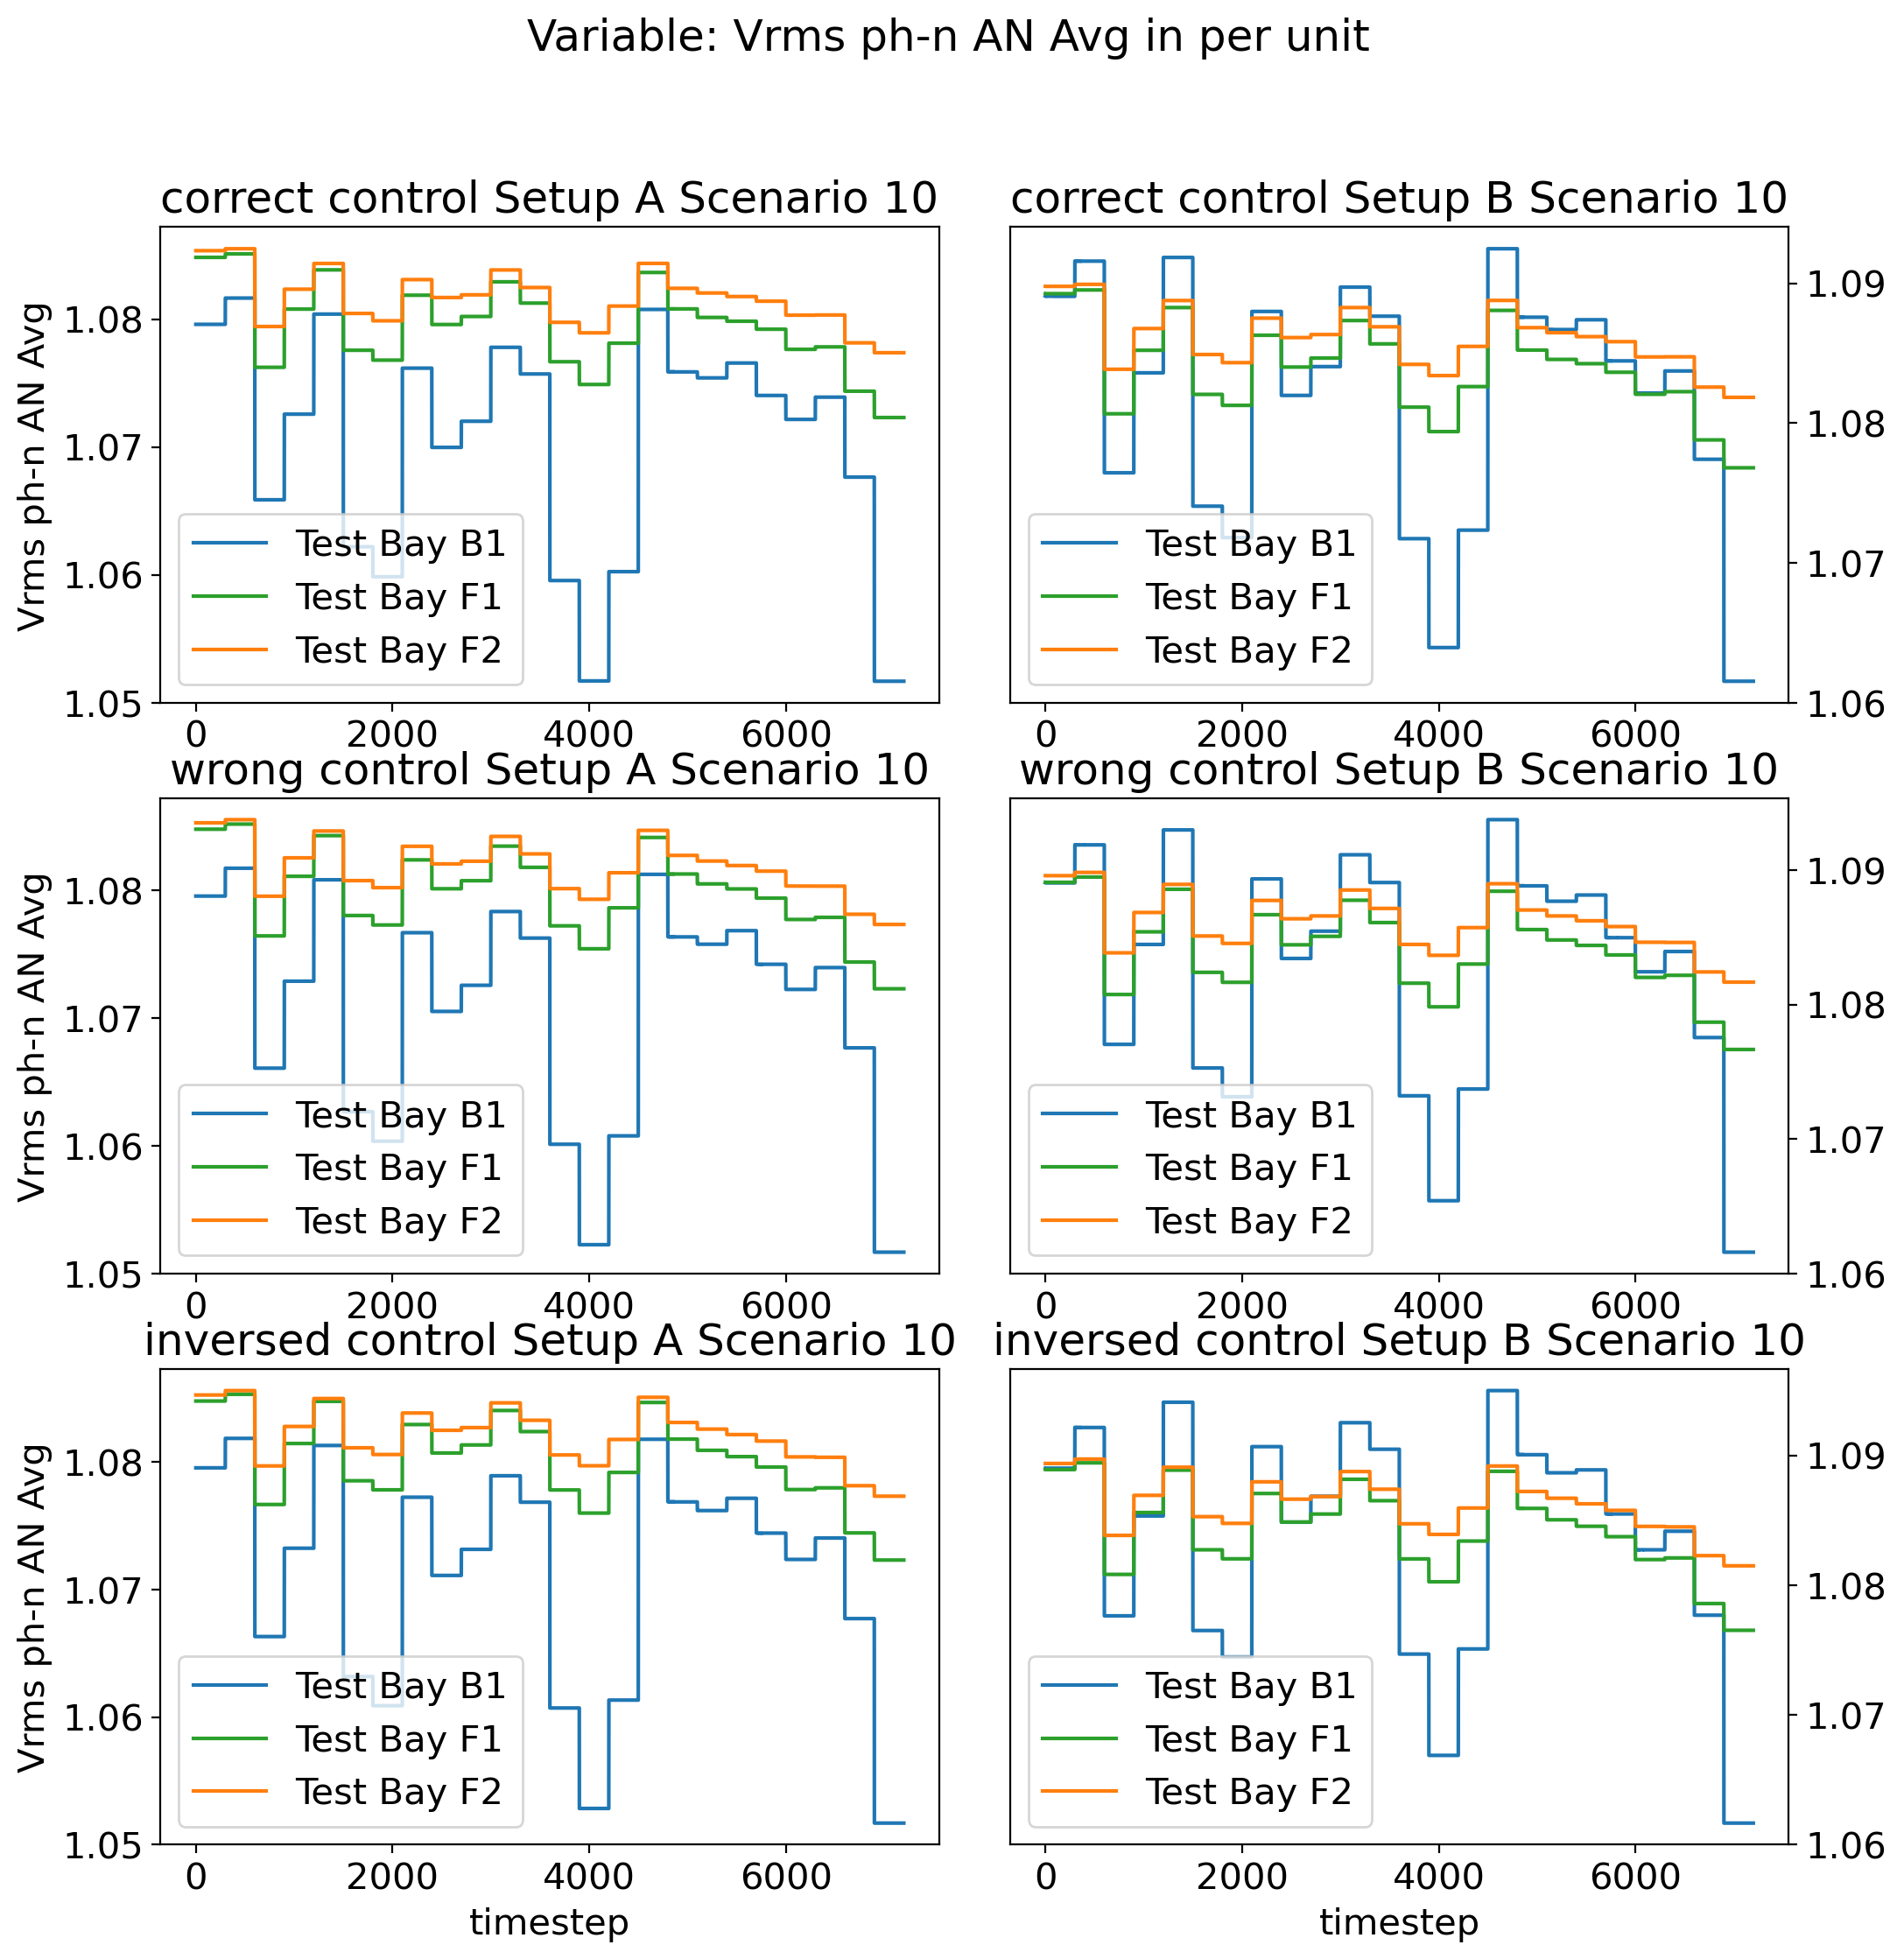 Variable: Vrms ph-n AN Avg in per unit
correct control Setup A Scenario 10
correct control Setup B Scenario 10
Vrms ph-n AN Avg
1.08
1.07
1.06
1.05
Test Bay B1
Test Bay F1
Test Bay F2
0 2000 4000 6000
Test Bay B1
Test Bay F1
Test Bay F2
1.09
1.08
1.07
1.06
0 2000 4000 6000
wrong control Setup A Scenario 10
wrong control Setup B Scenario 10
Vrms ph-n AN Avg
1.08
1.07
1.06
1.05
Test Bay B1
Test Bay F1
Test Bay F2
0 2000 4000 6000
Test Bay B1
Test Bay F1
Test Bay F2
1.09
1.08
1.07
1.06
0 2000 4000 6000
inversed control Setup A Scenario 10
inversed control Setup B Scenario 10
Vrms ph-n AN Avg
1.08
1.07
1.06
1.05
Test Bay B1
Test Bay F1
Test Bay F2
0 2000 4000 6000
timestep
Test Bay B1
Test Bay F1
Test Bay F2
1.09
1.08
1.07
1.06
0 2000 4000 6000
timestep